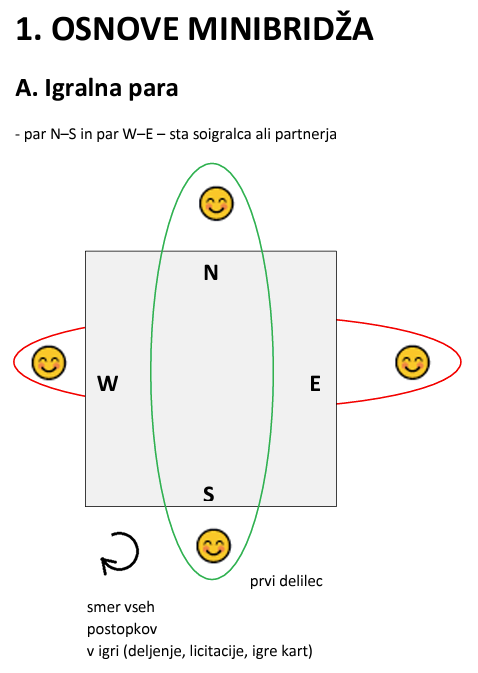 1. OSNOVE MINIBRIDŽA
A. Igralna para
- par N–S in par W–E – sta soigralca ali partnerja
N
W
E
S
prvi delilec
smer vseh
postopkov
v igri (deljenje, licitacije, igre kart)